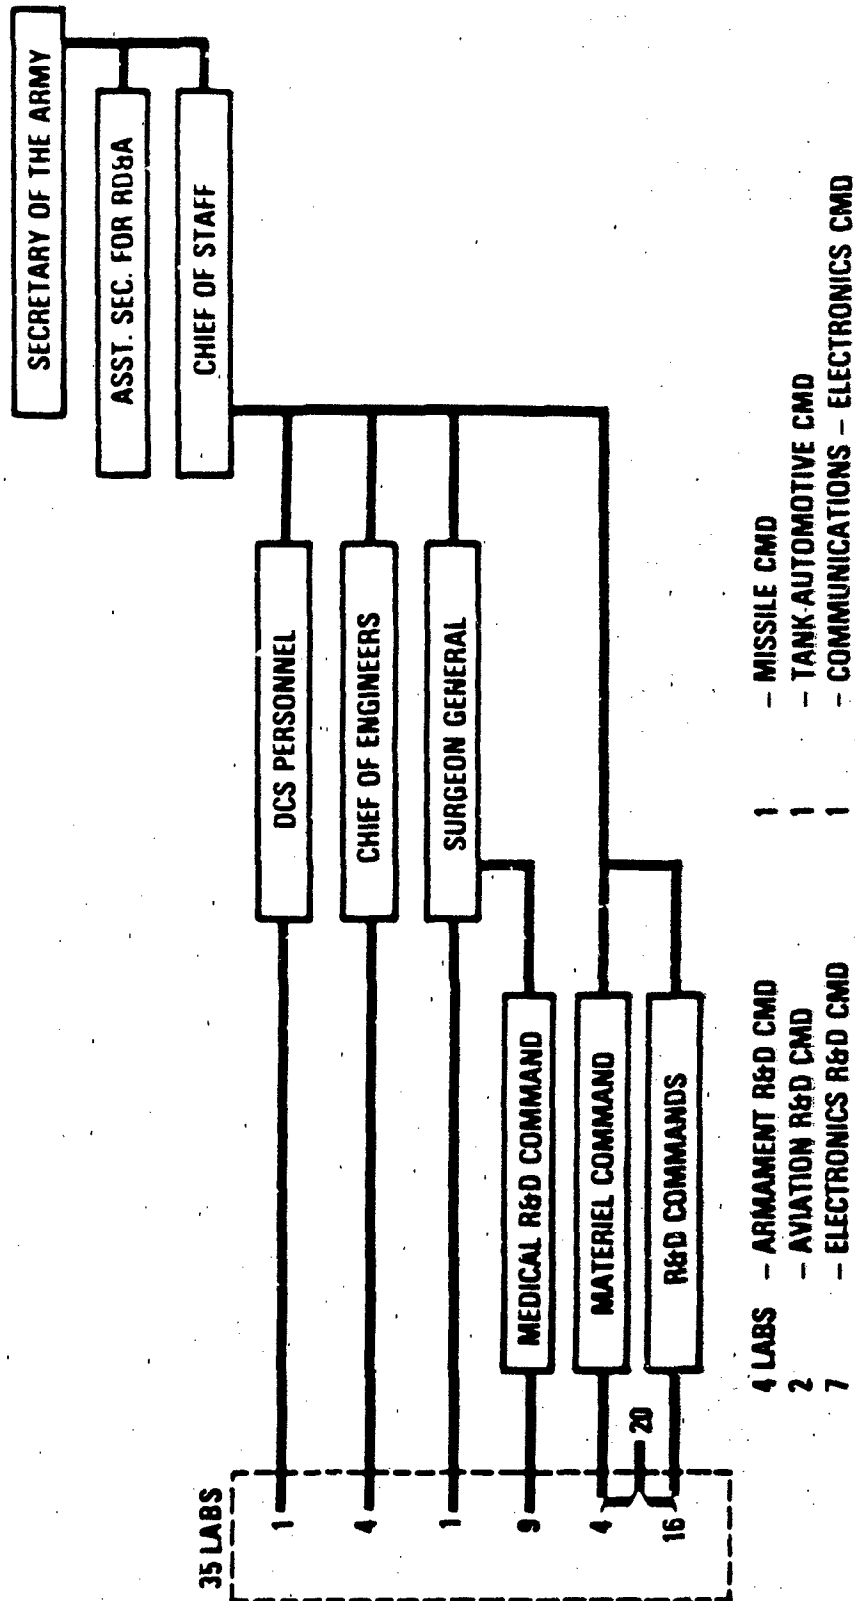 SECRETARY OF THE ARMY
ASST. SEC. FOR RD&A
CHIEF OF STAFF
DCS PERSONNEL
CHIEF OF ENGINEERS
SURGEON GENERAL
MEDICAL R&D COMMAND
MATERIEL COMMAND
R&D COMMANDS
35 LABS
1
4
1
9
4
16
20
4 LABS – ARMAMENT R&D CMD
2 – AVIATION R&D CMD
7 – ELECTRONICS R&D CMD
1 – MISSILE CMD
1 – TANK-AUTOMOTIVE CMD
1 – COMMUNICATIONS – ELECTRONICS CMD